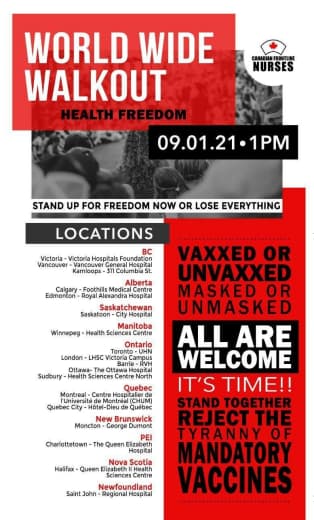 WORLD WIDE
WALKOUT
HEALTH FREEDOM
CANADIAN FRONTLINE
NURSES
09.01.21•1PM
STAND UP FOR FREEDOM NOW OR LOSE EVERYTHING
LOCATIONS
BC
Victoria - Victoria Hospitals Foundation
Vancouver - Vancouver General Hospital
Kamloops - 311 Columbia St.
Alberta
Calgary - Foothills Medical Centre
Edmonton - Royal Alexandra Hospital
Saskatchewan
Saskatoon - City Hospital
Manitoba
Winnepeg - Health Sciences Centre
Ontario
Toronto - UHN
London - LHSC Victoria Campus
Barrie - RVH
Ottawa- The Ottawa Hospital
Sudbury - Health Sciences Centre North
Quebec
Montreal - Centre Hospitalier de
l'Université de Montréal (CHUM)
Quebec City - Hôtel-Dieu de Québec
New Brunswick
Moncton - George Dumont
PEI
Charlottetown - The Queen Elizabeth
Hospital
Nova Scotia
Halifax - Queen Elizabeth II Health
Sciences Centre
Newfoundland
Saint John - Regional Hospital
VAXXED OR
UNVAXXED
MASKED OR
UNMASKED
ALL ARE
WELCOME
IT'S TIME!!
STAND TOGETHER
REJECT THE
TYRANNY OF
MANDATORY
VACCINES